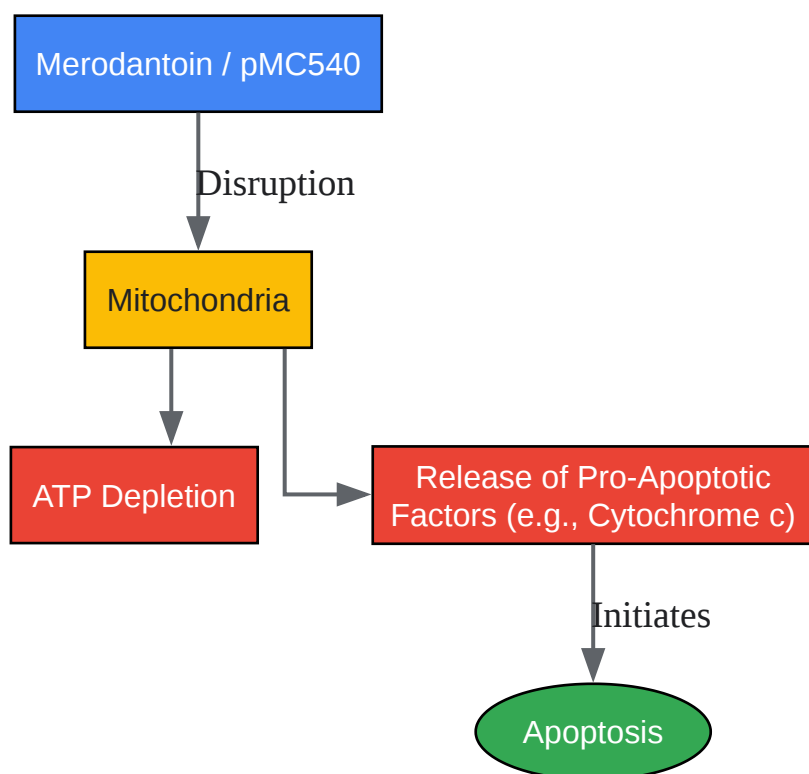 Merodantoin / pMC540
Disruption
Mitochondria
ATP Depletion
Release of Pro-Apoptotic
Factors (e.g., Cytochrome c)
Initiates
Apoptosis